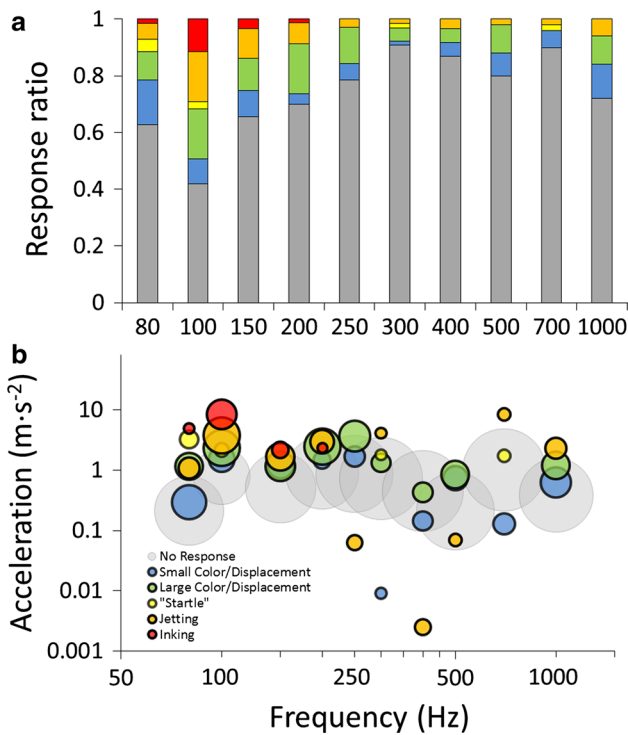 a
Response ratio
1
0.8
0.6
0.4
0.2
0
80 100 150 200 250 300 400 500 700 1000
b
Acceleration (m·s⁻²)
10
1
0.1
0.01
0.001
No Response
Small Color/Displacement
Large Color/Displacement
"Startle"
Jetting
Inking
50 100 250 500 1000
Frequency (Hz)